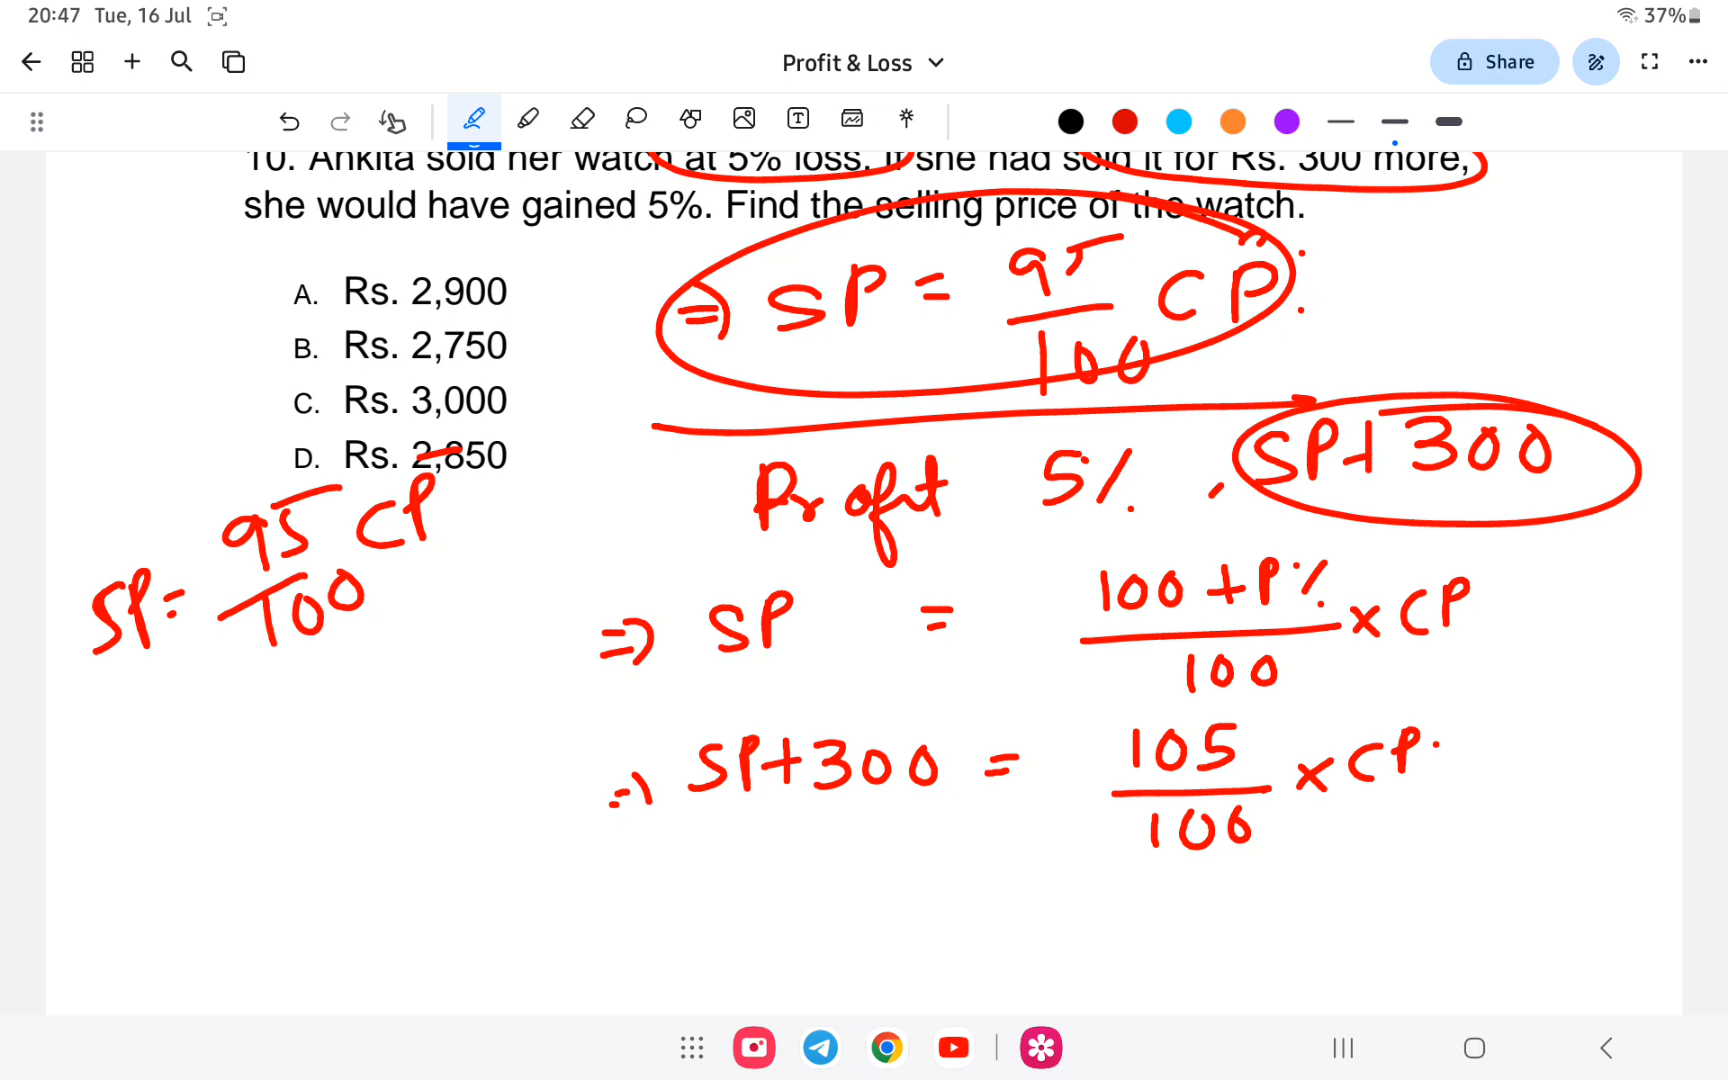 20:47 Tue, 16 Jul 37%
Profit & Loss Share
10. Ankita sold her watch at 5% loss. If she had sold it for Rs. 300 more,
she would have gained 5%. Find the selling price of the watch.
A. Rs. 2,900
B. Rs. 2,750
C. Rs. 3,000
D. Rs. 2,850
⇒ SP = 95/100 CP
Profit 5%, SP+300
SP = 95/100 CP
⇒ SP = 100 + P%/100 × CP
⇒ SP+300 = 105/100 × CP.